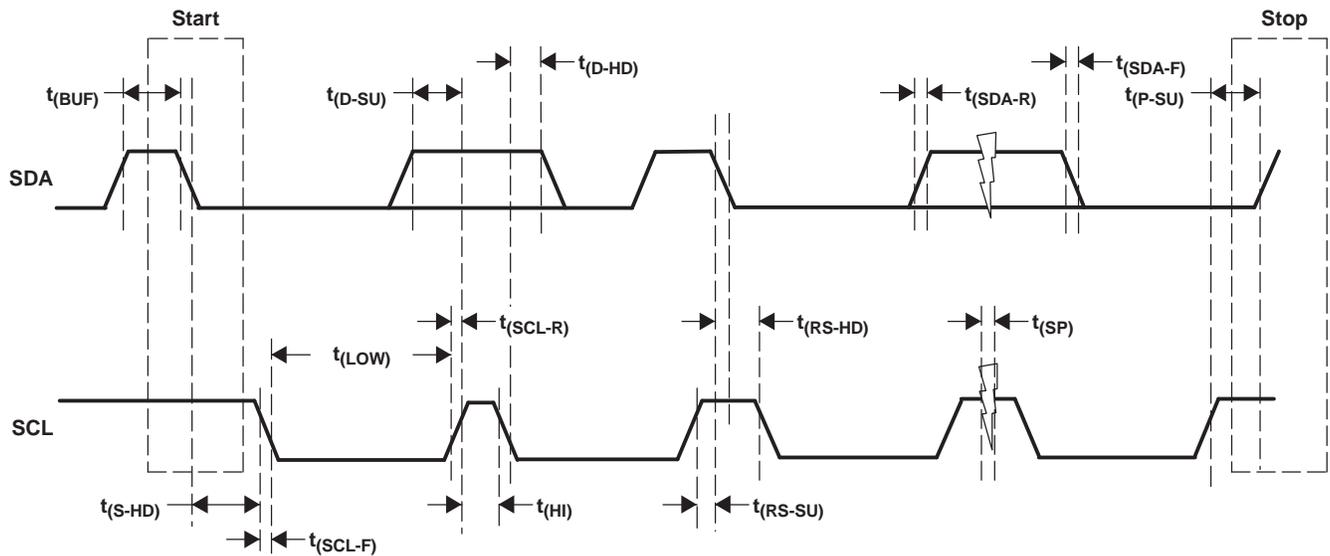 Start
Stop
t(BUF)
t(D-SU)
t(D-HD)
t(SDA-R)
t(SDA-F)
t(P-SU)
SDA
t(LOW)
t(SCL-R)
t(RS-HD)
t(SP)
SCL
t(S-HD)
t(SCL-F)
t(HI)
t(RS-SU)